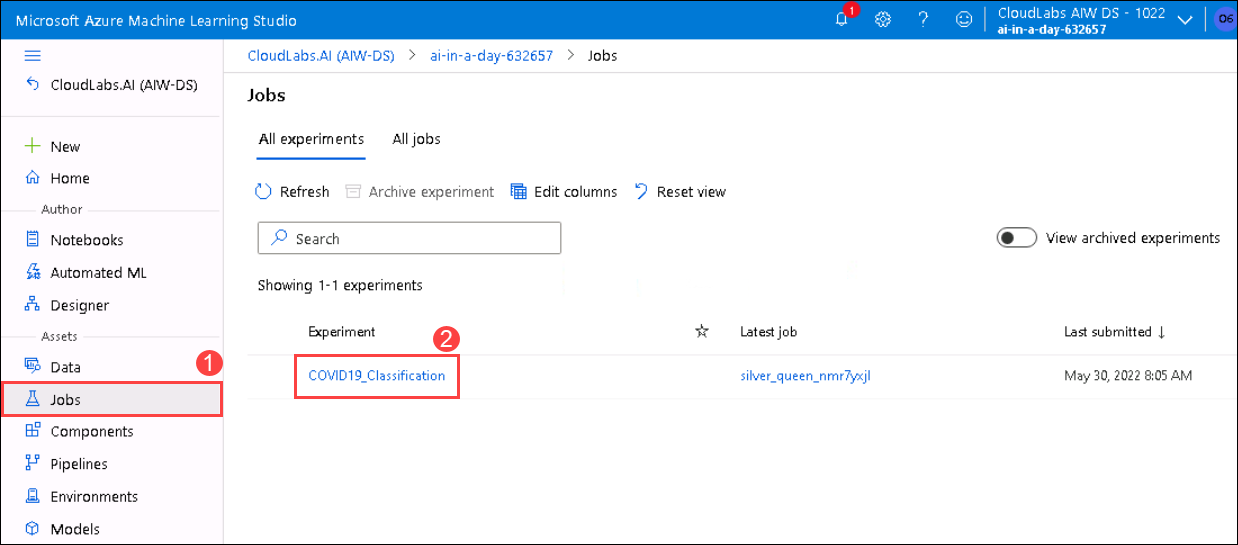 Microsoft Azure Machine Learning Studio
1
CloudLabs AIW DS - 1022
ai-in-a-day-632657
O6
CloudLabs.AI (AIW-DS)
CloudLabs.AI (AIW-DS) > ai-in-a-day-632657 > Jobs
Jobs
All experiments All jobs
New
Home
Refresh Archive experiment Edit columns Reset view
Author
Notebooks
Search
View archived experiments
Automated ML
Showing 1-1 experiments
Designer
Assets
Experiment Latest job Last submitted ↓
2
1
Data
COVID19_Classification silver_queen_nmr7yxjl May 30, 2022 8:05 AM
Jobs
Components
Pipelines
Environments
Models